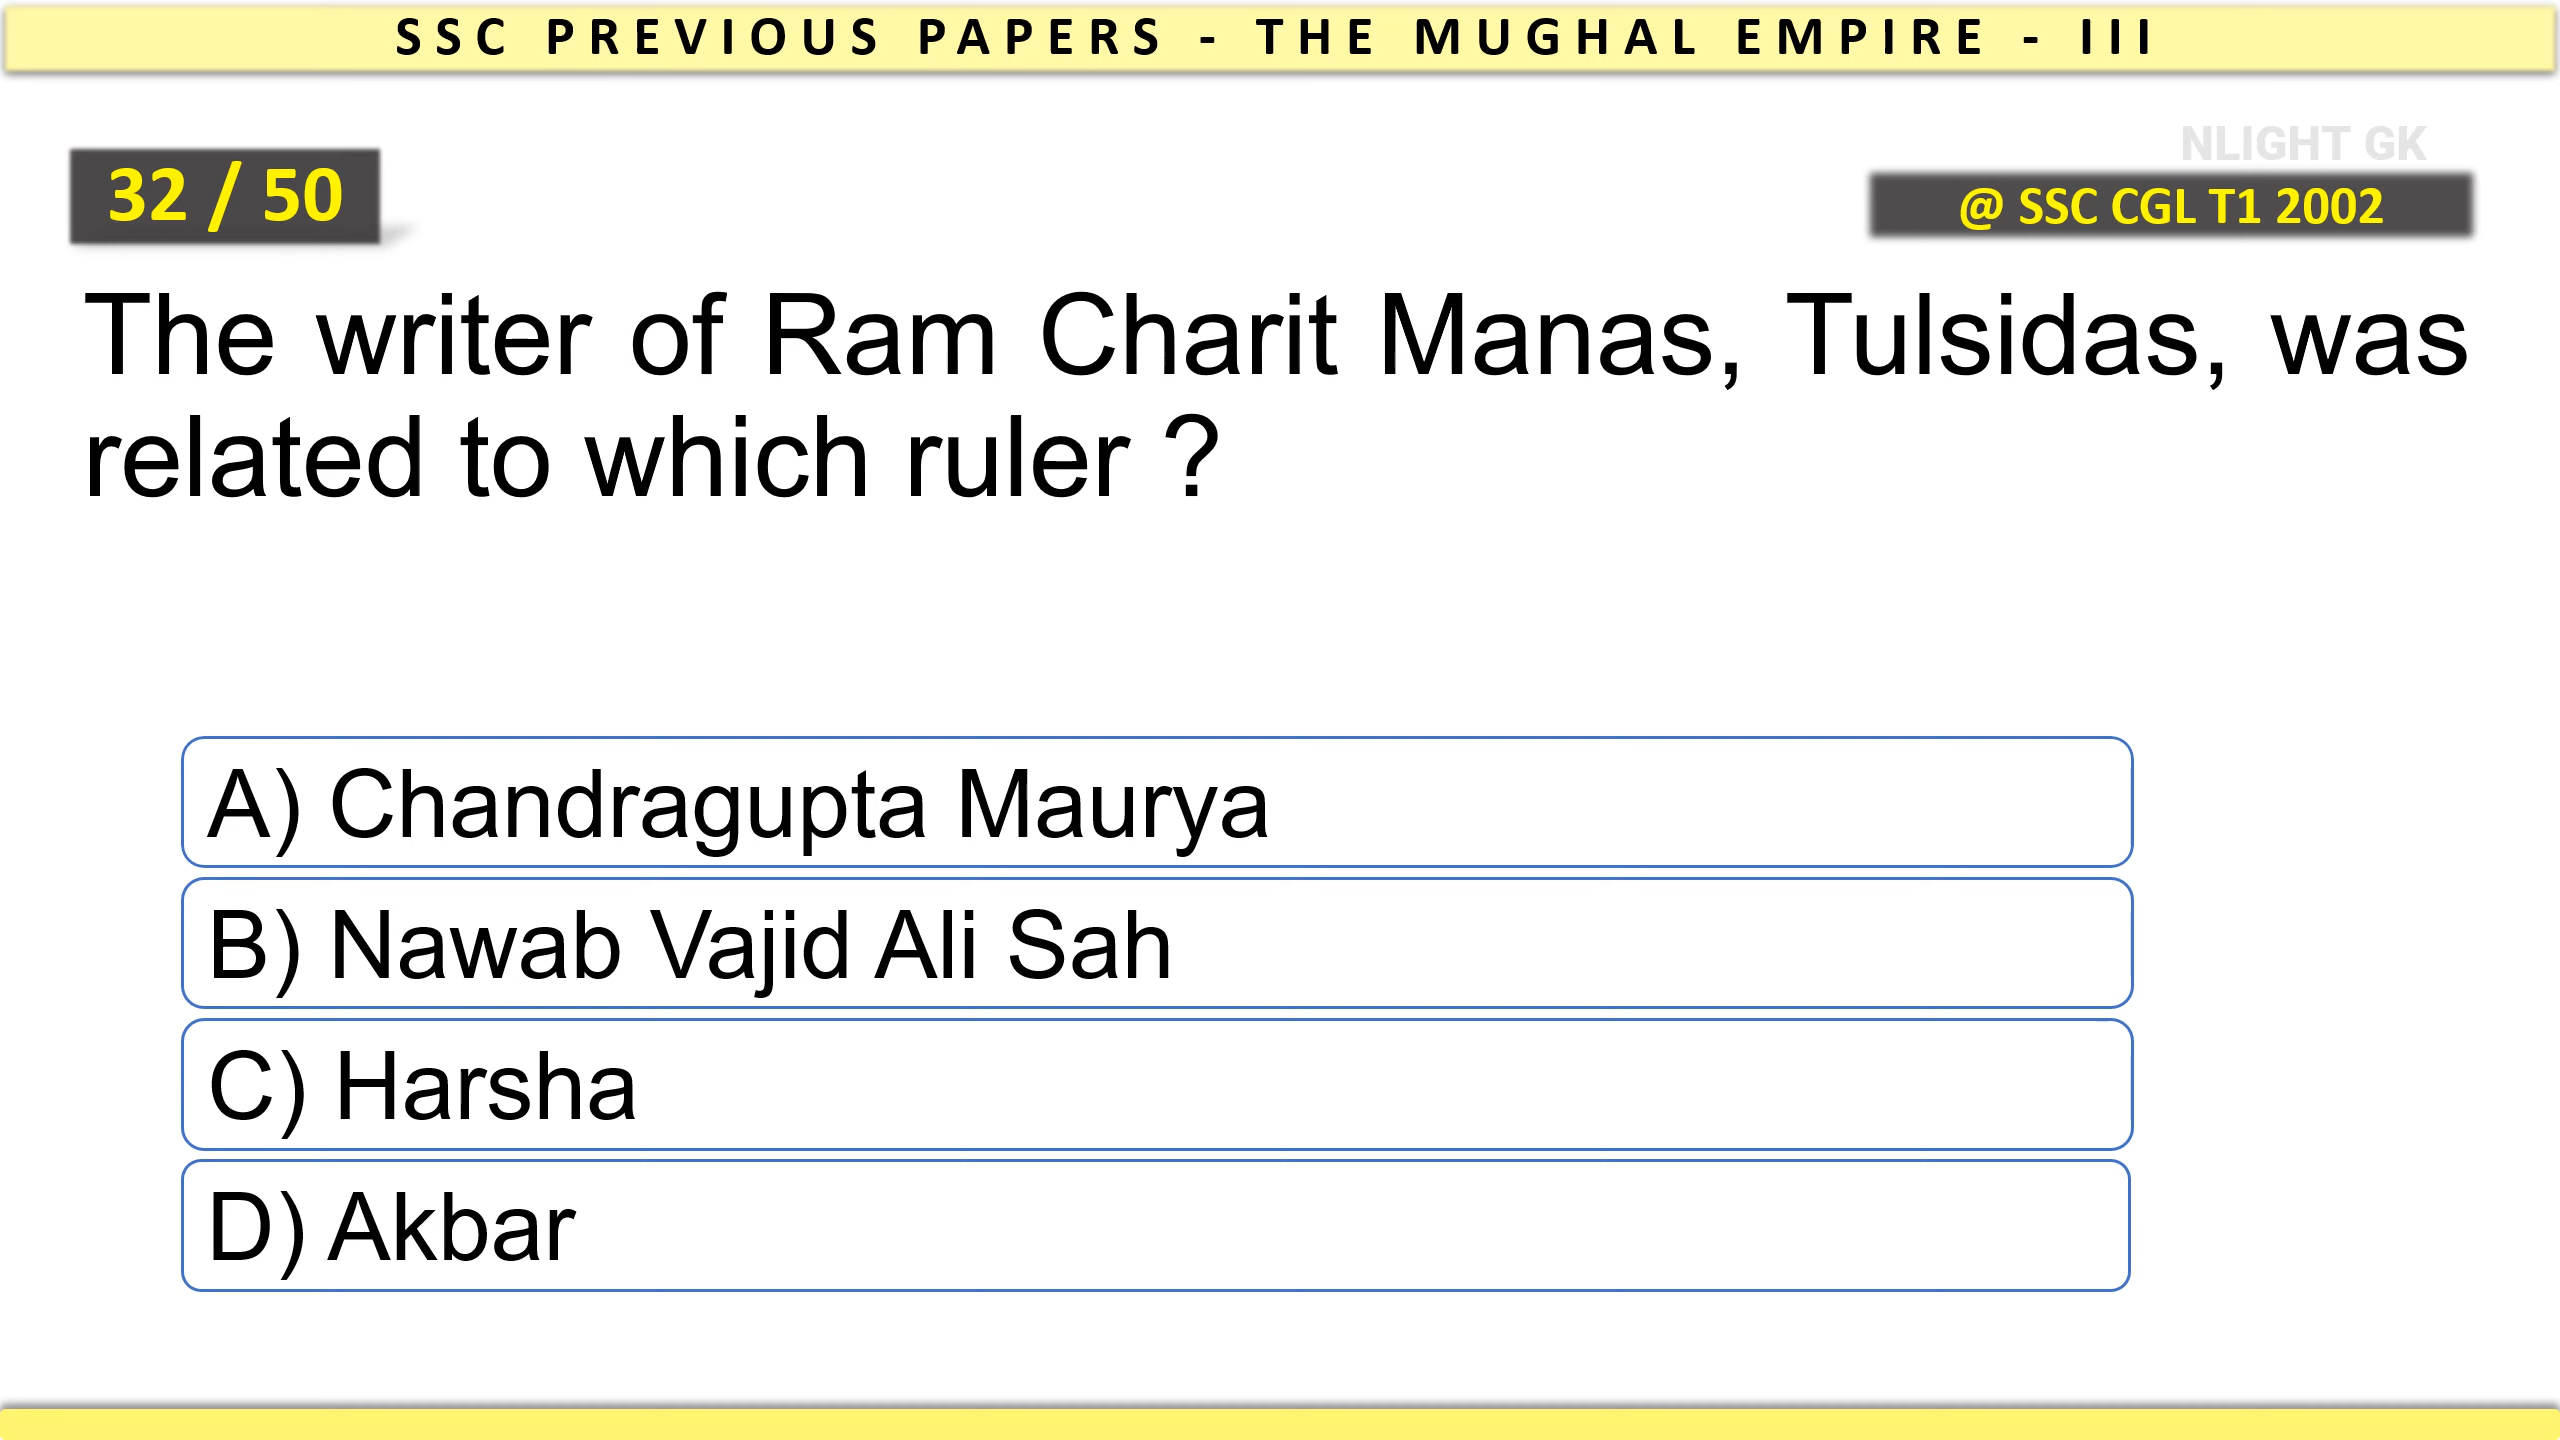 SSC PREVIOUS PAPERS - THE MUGHAL EMPIRE - III
NLIGHT GK
32 / 50
@ SSC CGL T1 2002
The writer of Ram Charit Manas, Tulsidas, was
related to which ruler ?
A) Chandragupta Maurya
B) Nawab Vajid Ali Sah
C) Harsha
D) Akbar